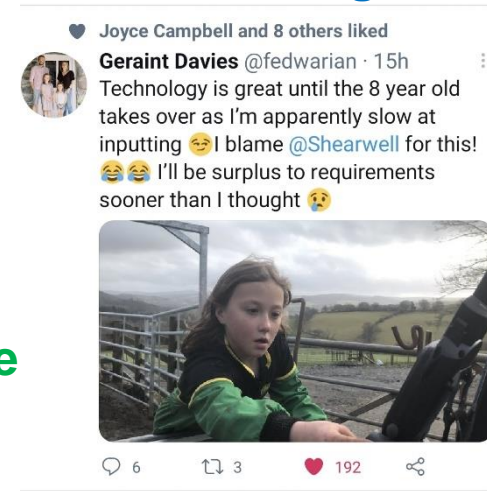 Joyce Campbell and 8 others liked
Geraint Davies @fedwarian · 15h
Technology is great until the 8 year old
takes over as I'm apparently slow at
inputting 😏I blame @Shearwell for this!
😂😂 I'll be surplus to requirements
sooner than I thought 😢
e
6 3 192